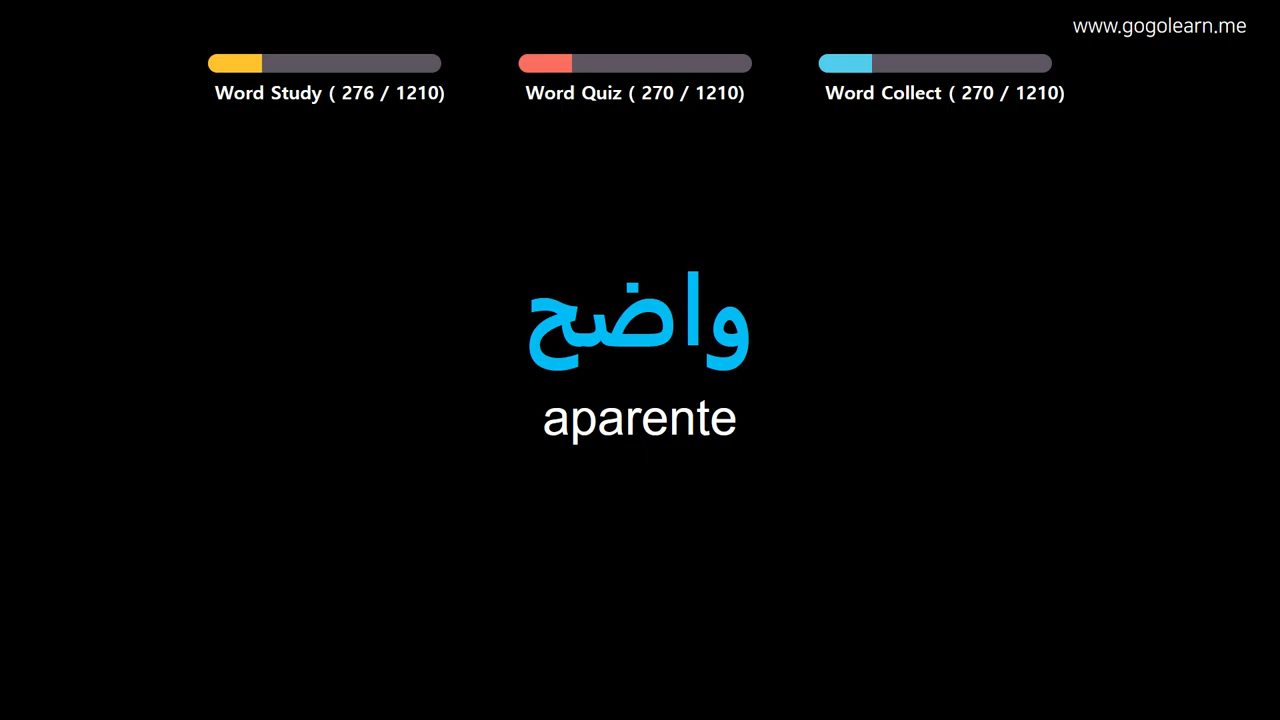 www.gogolearn.me
Word Study ( 276 / 1210)
Word Quiz ( 270 / 1210)
Word Collect ( 270 / 1210)
واضح
aparente